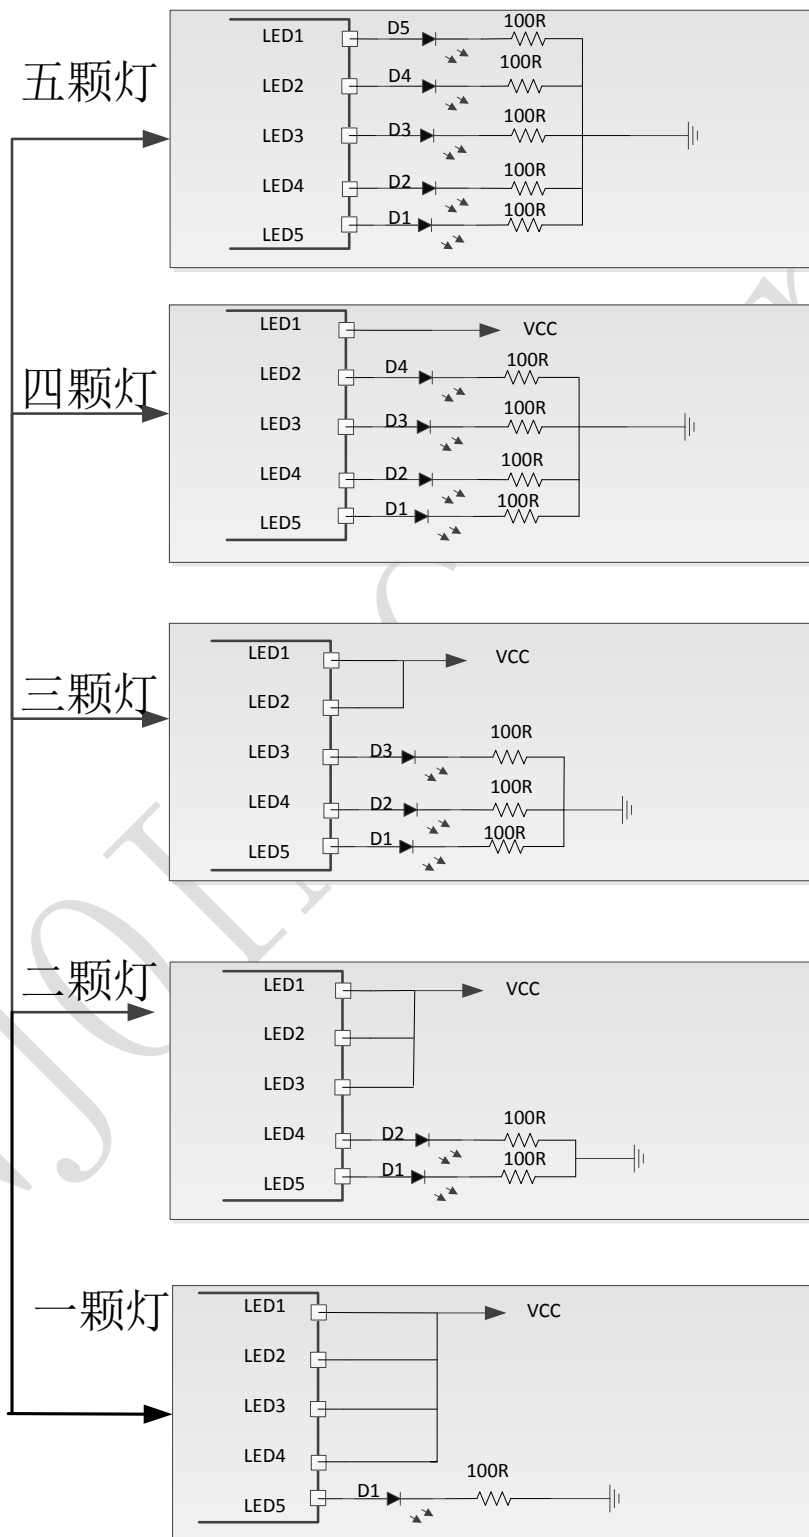 五颗灯
LED1 D5 100R
LED2 D4 100R
LED3 D3 100R
LED4 D2 100R
LED5 D1 100R
四颗灯
LED1 VCC
LED2 D4 100R
LED3 D3 100R
LED4 D2 100R
LED5 D1 100R
三颗灯
LED1 VCC
LED2
LED3 D3 100R
LED4 D2 100R
LED5 D1 100R
二颗灯
LED1 VCC
LED2
LED3
LED4 D2 100R
LED5 D1 100R
一颗灯
LED1 VCC
LED2
LED3
LED4
LED5 D1 100R